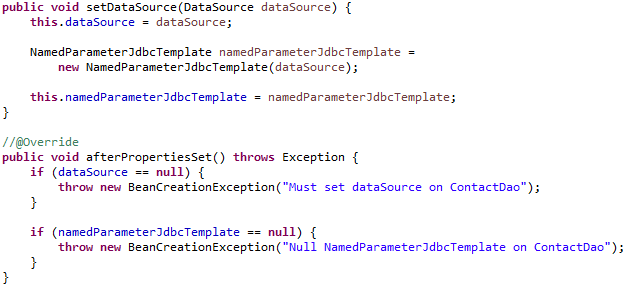 public void setDataSource(DataSource dataSource) {
    this.dataSource = dataSource;

    NamedParameterJdbcTemplate namedParameterJdbcTemplate =
        new NamedParameterJdbcTemplate(dataSource);

    this.namedParameterJdbcTemplate = namedParameterJdbcTemplate;
}

//@Override
public void afterPropertiesSet() throws Exception {
    if (dataSource == null) {
        throw new BeanCreationException("Must set dataSource on ContactDao");
    }

    if (namedParameterJdbcTemplate == null) {
        throw new BeanCreationException("Null NamedParameterJdbcTemplate on ContactDao");
    }
}